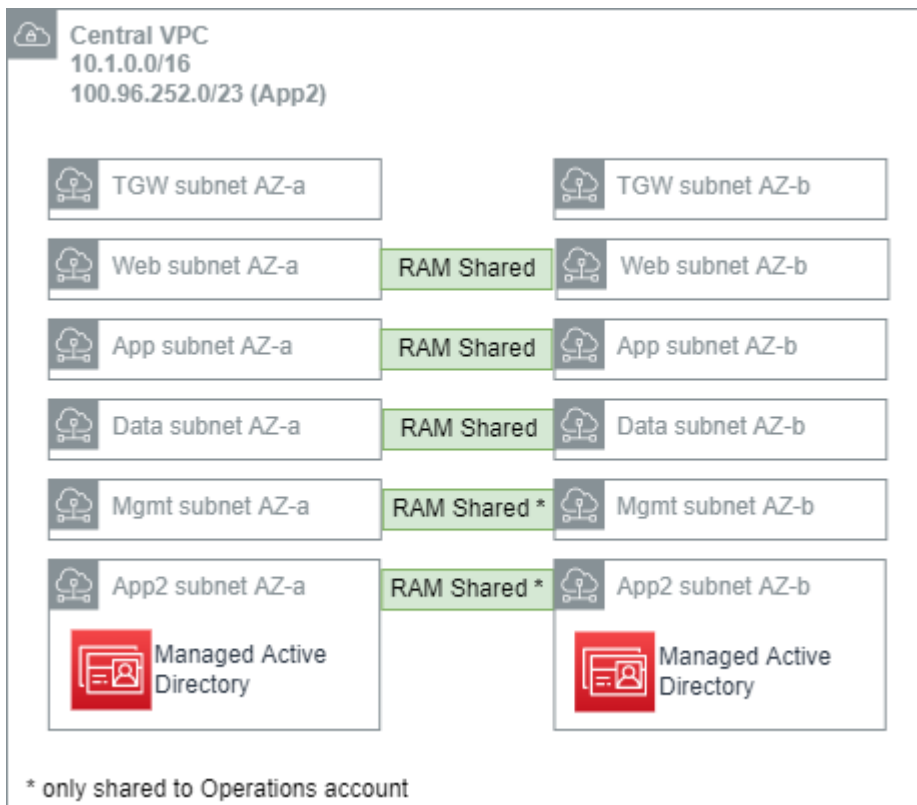 Central VPC
10.1.0.0/16
100.96.252.0/23 (App2)
TGW subnet AZ-a
TGW subnet AZ-b
Web subnet AZ-a
RAM Shared
Web subnet AZ-b
App subnet AZ-a
RAM Shared
App subnet AZ-b
Data subnet AZ-a
RAM Shared
Data subnet AZ-b
Mgmt subnet AZ-a
RAM Shared *
Mgmt subnet AZ-b
App2 subnet AZ-a
RAM Shared *
App2 subnet AZ-b
Managed Active
Directory
Managed Active
Directory
* only shared to Operations account